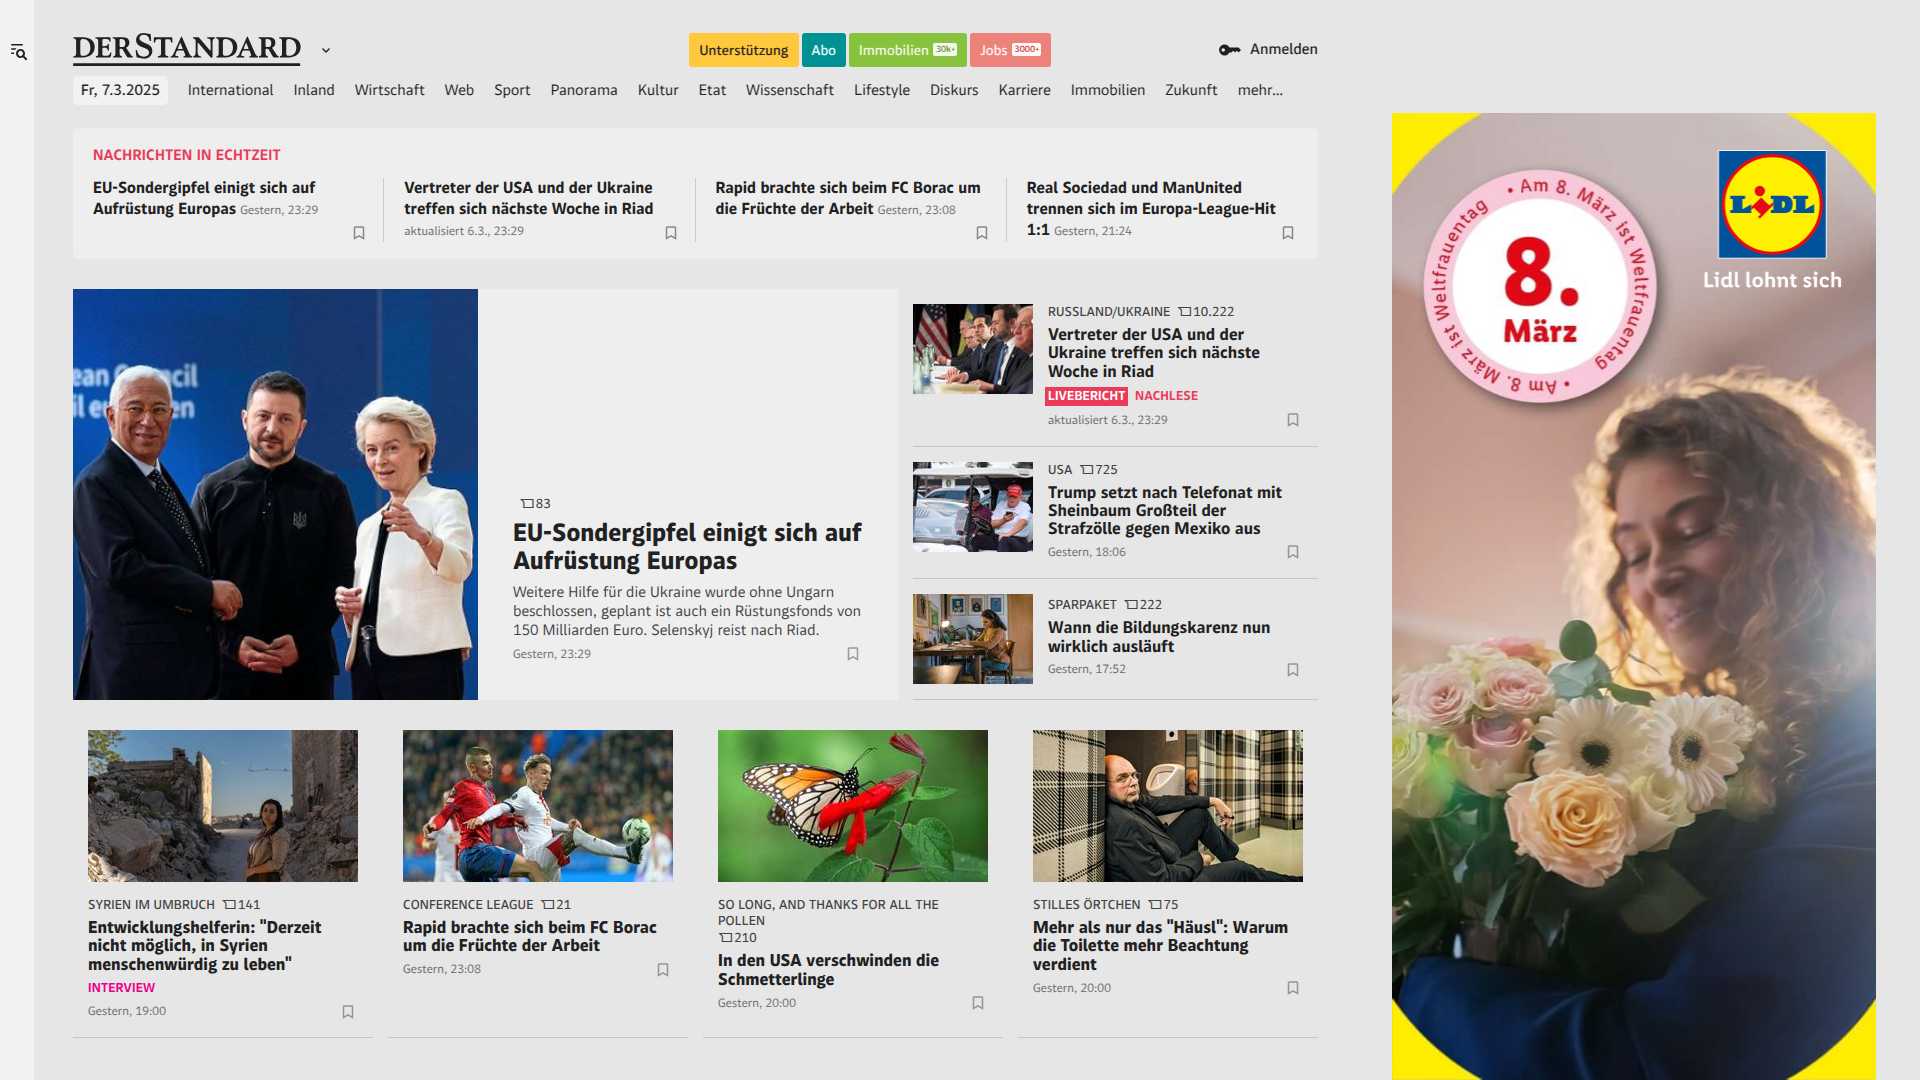 DERSTANDARD
Unterstützung
Abo
Immobilien 30k+
Jobs 3000+
Anmelden
Fr, 7.3.2025
International
Inland
Wirtschaft
Web
Sport
Panorama
Kultur
Etat
Wissenschaft
Lifestyle
Diskurs
Karriere
Immobilien
Zukunft
mehr...
NACHRICHTEN IN ECHTZEIT
EU-Sondergipfel einigt sich auf
Aufrüstung Europas Gestern, 23:29
Vertreter der USA und der Ukraine
treffen sich nächste Woche in Riad
aktualisiert 6.3., 23:29
Rapid brachte sich beim FC Borac um
die Früchte der Arbeit Gestern, 23:08
Real Sociedad und ManUnited
trennen sich im Europa-League-Hit
1:1 Gestern, 21:24
83
EU-Sondergipfel einigt sich auf
Aufrüstung Europas
Weitere Hilfe für die Ukraine wurde ohne Ungarn
beschlossen, geplant ist auch ein Rüstungsfonds von
150 Milliarden Euro. Selenskyj reist nach Riad.
Gestern, 23:29
RUSSLAND/UKRAINE 10.222
Vertreter der USA und der
Ukraine treffen sich nächste
Woche in Riad
LIVEBERICHT NACHLESE
aktualisiert 6.3., 23:29
USA 725
Trump setzt nach Telefonat mit
Sheinbaum Großteil der
Strafzölle gegen Mexiko aus
Gestern, 18:06
SPARPAKET 222
Wann die Bildungskarenz nun
wirklich ausläuft
Gestern, 17:52
SYRIEN IM UMBRUCH 141
Entwicklungshelferin: "Derzeit
nicht möglich, in Syrien
menschenwürdig zu leben"
INTERVIEW
Gestern, 19:00
CONFERENCE LEAGUE 21
Rapid brachte sich beim FC Borac
um die Früchte der Arbeit
Gestern, 23:08
SO LONG, AND THANKS FOR ALL THE
POLLEN
210
In den USA verschwinden die
Schmetterlinge
Gestern, 20:00
STILLES ÖRTCHEN 75
Mehr als nur das "Häusl": Warum
die Toilette mehr Beachtung
verdient
Gestern, 20:00
• Am 8. März ist Weltfrauentag
• Am 8. März ist Weltfrauentag
8.
März
LIDL
Lidl lohnt sich